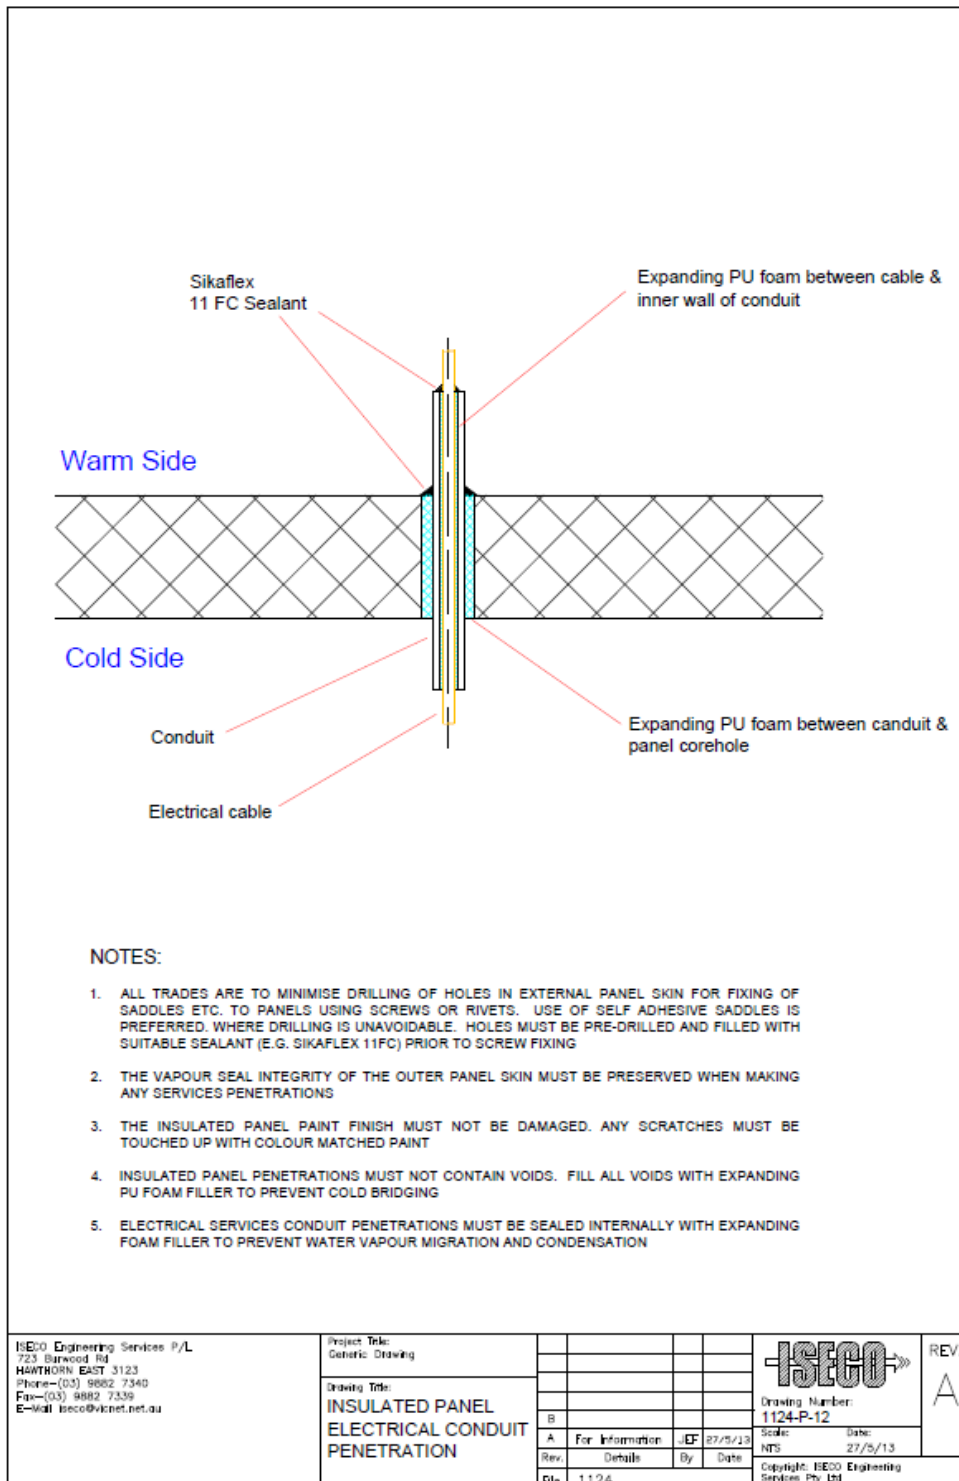 Sikaflex
11 FC Sealant
Expanding PU foam between cable &
inner wall of conduit
Warm Side
Cold Side
Conduit
Electrical cable
Expanding PU foam between canduit &
panel corehole
NOTES:
1. ALL TRADES ARE TO MINIMISE DRILLING OF HOLES IN EXTERNAL PANEL SKIN FOR FIXING OF
SADDLES ETC. TO PANELS USING SCREWS OR RIVETS. USE OF SELF ADHESIVE SADDLES IS
PREFERRED. WHERE DRILLING IS UNAVOIDABLE. HOLES MUST BE PRE-DRILLED AND FILLED WITH
SUITABLE SEALANT (E.G. SIKAFLEX 11FC) PRIOR TO SCREW FIXING
2. THE VAPOUR SEAL INTEGRITY OF THE OUTER PANEL SKIN MUST BE PRESERVED WHEN MAKING
ANY SERVICES PENETRATIONS
3. THE INSULATED PANEL PAINT FINISH MUST NOT BE DAMAGED. ANY SCRATCHES MUST BE
TOUCHED UP WITH COLOUR MATCHED PAINT
4. INSULATED PANEL PENETRATIONS MUST NOT CONTAIN VOIDS. FILL ALL VOIDS WITH EXPANDING
PU FOAM FILLER TO PREVENT COLD BRIDGING
5. ELECTRICAL SERVICES CONDUIT PENETRATIONS MUST BE SEALED INTERNALLY WITH EXPANDING
FOAM FILLER TO PREVENT WATER VAPOUR MIGRATION AND CONDENSATION
ISECO Engineering Services P/L
723 Burwood Rd
HAWTHORN EAST 3123
Phone-(03) 9882 7340
Fax-(03) 9882 7339
E-Mail iseco@vicnet.net.au
Project Title:
Generic Drawing
Drawing Title:
INSULATED PANEL
ELECTRICAL CONDUIT
PENETRATION
B
A For Information JEF 27/5/13
Rev. Details By Date
File 1124
ISECO
Drawing Number:
1124-P-12
Scale: Date:
NTS 27/5/13
Copyright: ISECO Engineering
Services Pty Ltd
REV
A